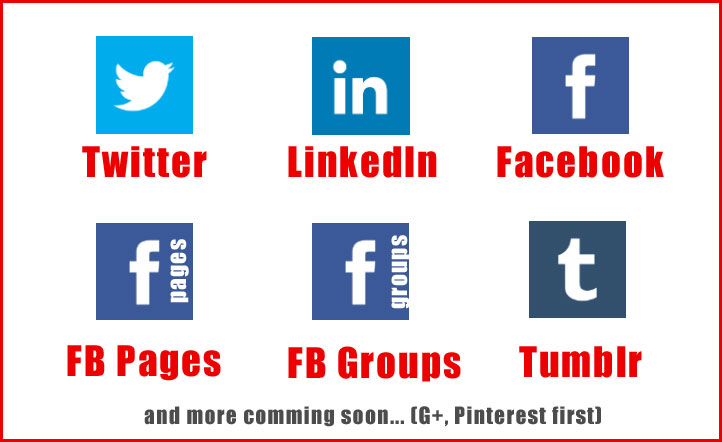 in f
Twitter LinkedIn Facebook
f pages f groups t
FB Pages FB Groups Tumblr
and more comming soon... (G+, Pinterest first)